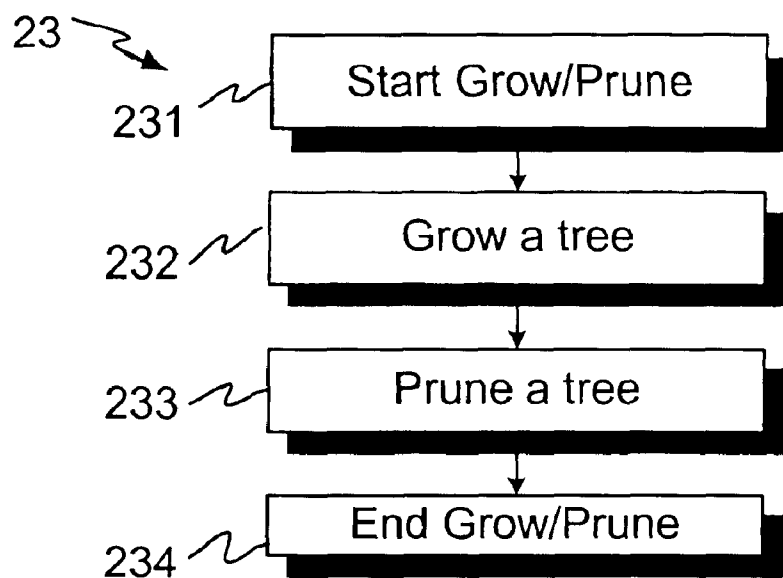 23
Start Grow/Prune
231
Grow a tree
232
Prune a tree
233
End Grow/Prune
234